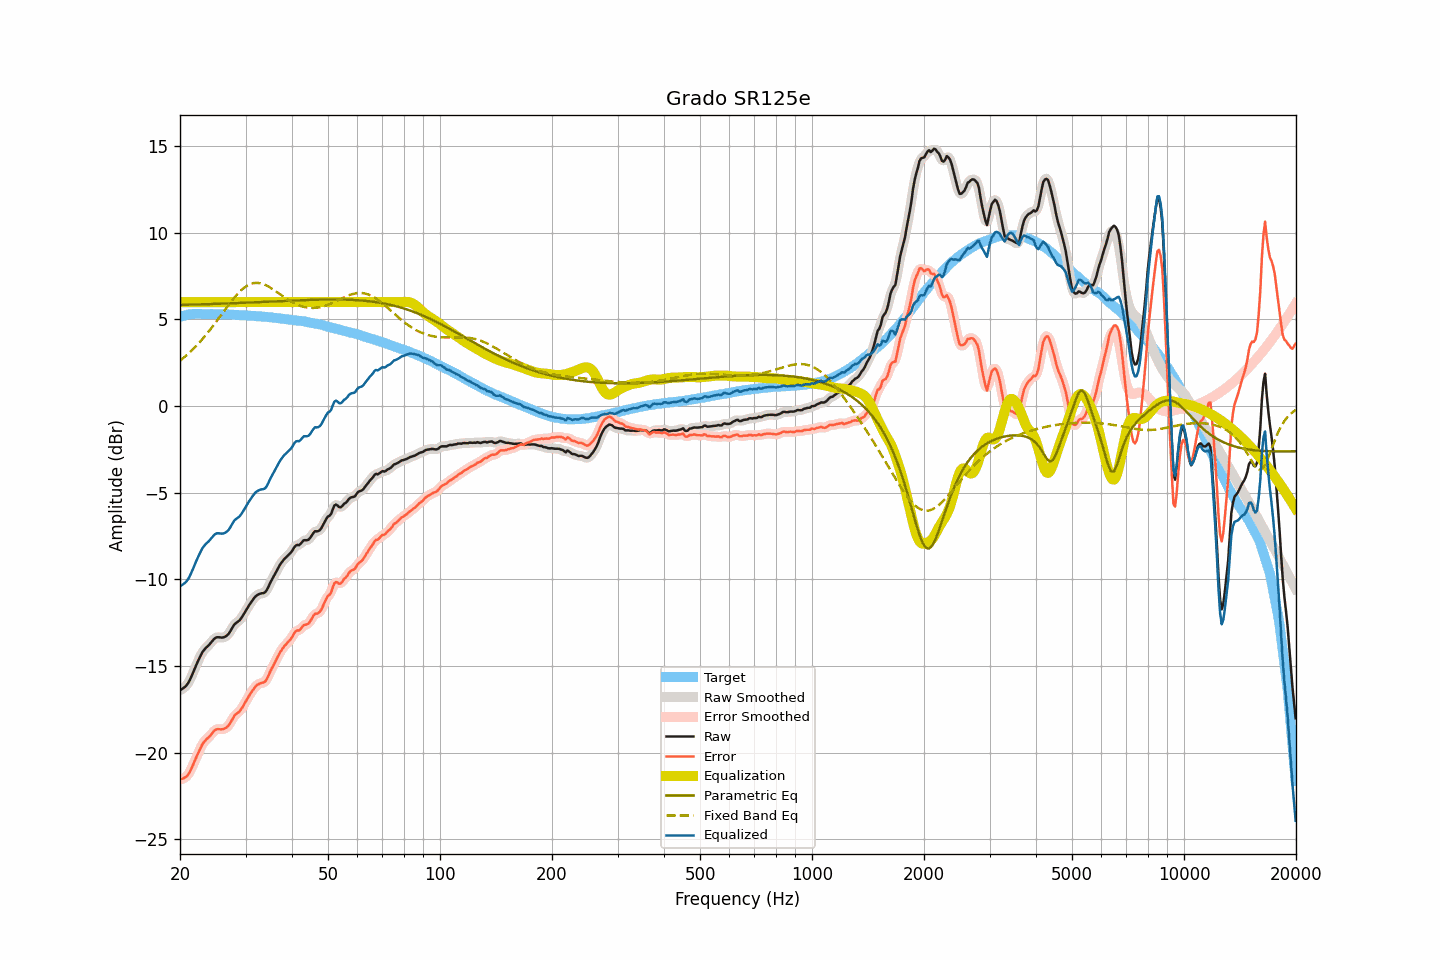 Grado SR125e
Amplitude (dBr)
15
10
5
0
−5
−10
−15
−20
−25
Target
Raw Smoothed
Error Smoothed
Raw
Error
Equalization
Parametric Eq
Fixed Band Eq
Equalized
20 50 100 200 500 1000 2000 5000 10000 20000
Frequency (Hz)